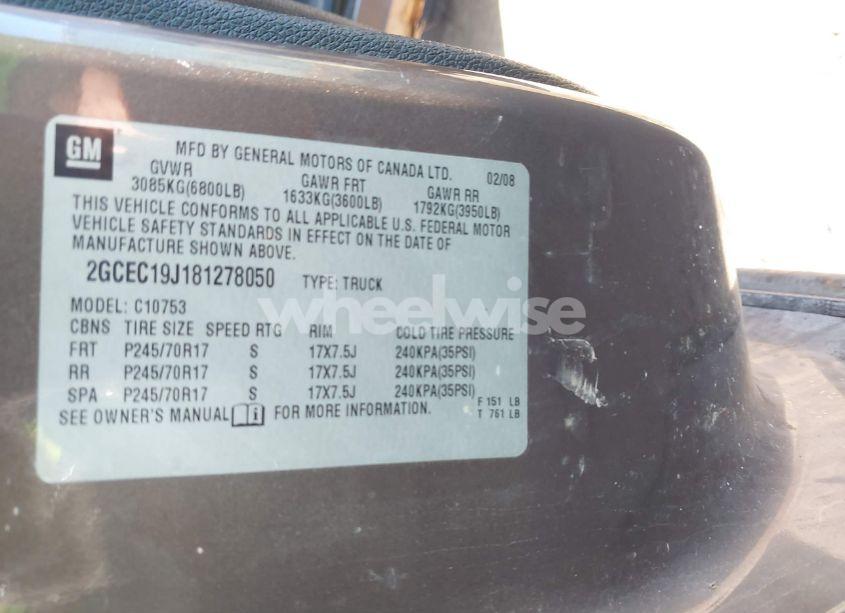 GM
MFD BY GENERAL MOTORS OF CANADA LTD. 02/08
GVWR GAWR FRT GAWR RR
3085KG(6800LB) 1633KG(3600LB) 1792KG(3950LB)
THIS VEHICLE CONFORMS TO ALL APPLICABLE U.S. FEDERAL MOTOR
VEHICLE SAFETY STANDARDS IN EFFECT ON THE DATE OF
MANUFACTURE SHOWN ABOVE.
2GCEC19J181278050 TYPE: TRUCK
MODEL: C10753
wheelwise
CBNS TIRE SIZE SPEED RTG RIM COLD TIRE PRESSURE
FRT P245/70R17 S 17X7.5J 240KPA(35PSI)
RR P245/70R17 S 17X7.5J 240KPA(35PSI)
SPA P245/70R17 S 17X7.5J 240KPA(35PSI)
F 151 LB
SEE OWNER'S MANUAL FOR MORE INFORMATION. T 761 LB